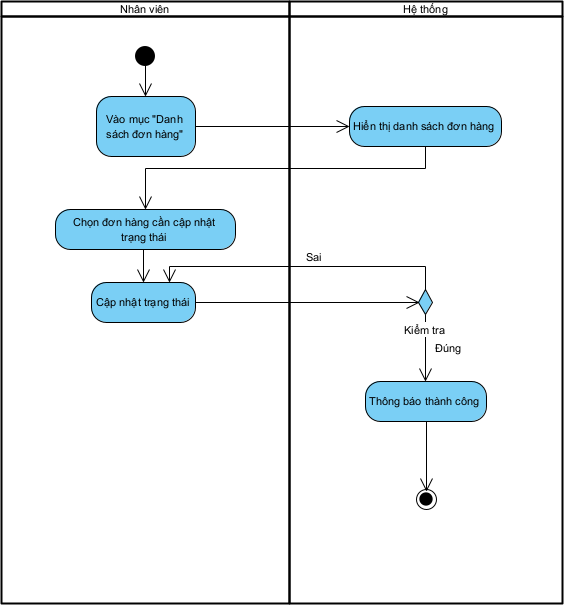 Nhân viên
Hệ thống
Vào mục "Danh
sách đơn hàng"
Hiển thị danh sách đơn hàng
Chọn đơn hàng cần cập nhật
trạng thái
Sai
Cập nhật trạng thái
Kiểm tra
Đúng
Thông báo thành công